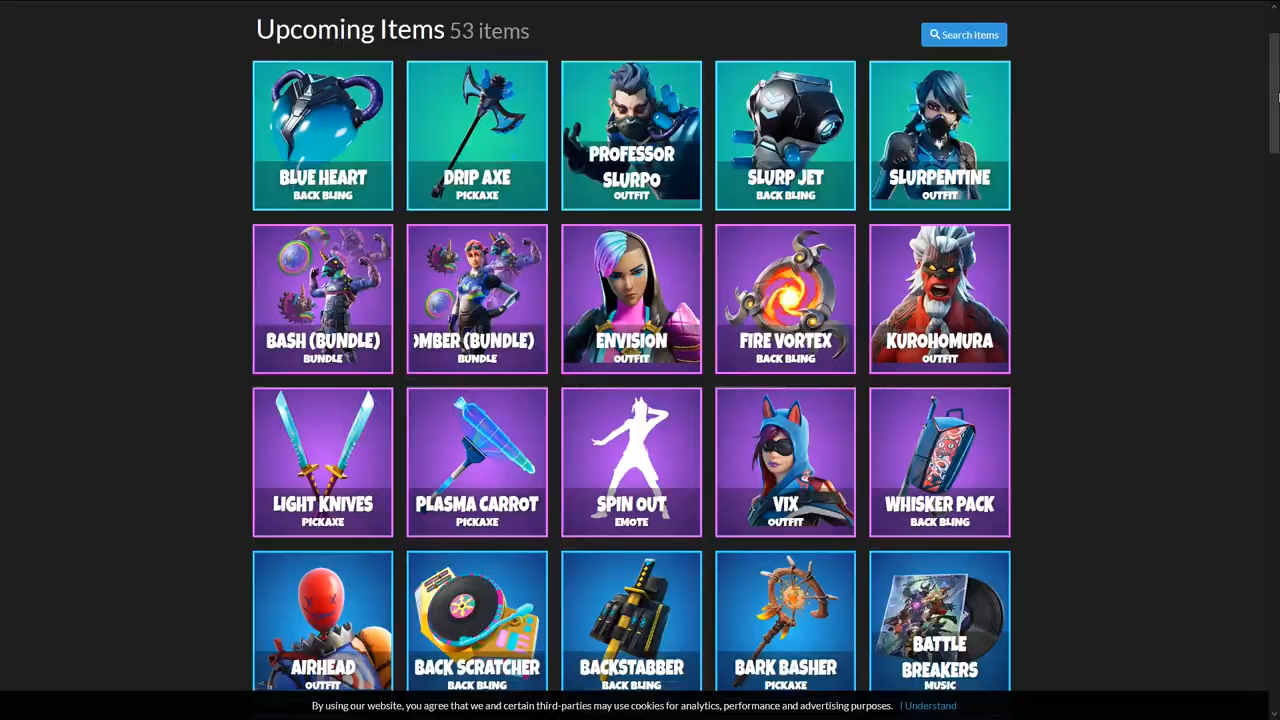 Upcoming Items 53 items
Search Items
BLUE HEART
BACK BLING
DRIP AXE
PICKAXE
PROFESSOR
SLURPO
OUTFIT
SLURP JET
BACK BLING
SLURPENTINE
OUTFIT
BASH (BUNDLE)
BUNDLE
OMBER (BUNDLE)
BUNDLE
ENVISION
OUTFIT
FIRE VORTEX
BACK BLING
KUROHOMURA
OUTFIT
LIGHT KNIVES
PICKAXE
PLASMA CARROT
PICKAXE
SPIN OUT
EMOTE
VIX
OUTFIT
WHISKER PACK
BACK BLING
AIRHEAD
OUTFIT
BACK SCRATCHER
BACK BLING
BACKSTABBER
BACK BLING
BARK BASHER
PICKAXE
BATTLE
BREAKERS
MUSIC
By using our website, you agree that we and certain third-parties may use cookies for analytics, performance and advertising purposes. I Understand